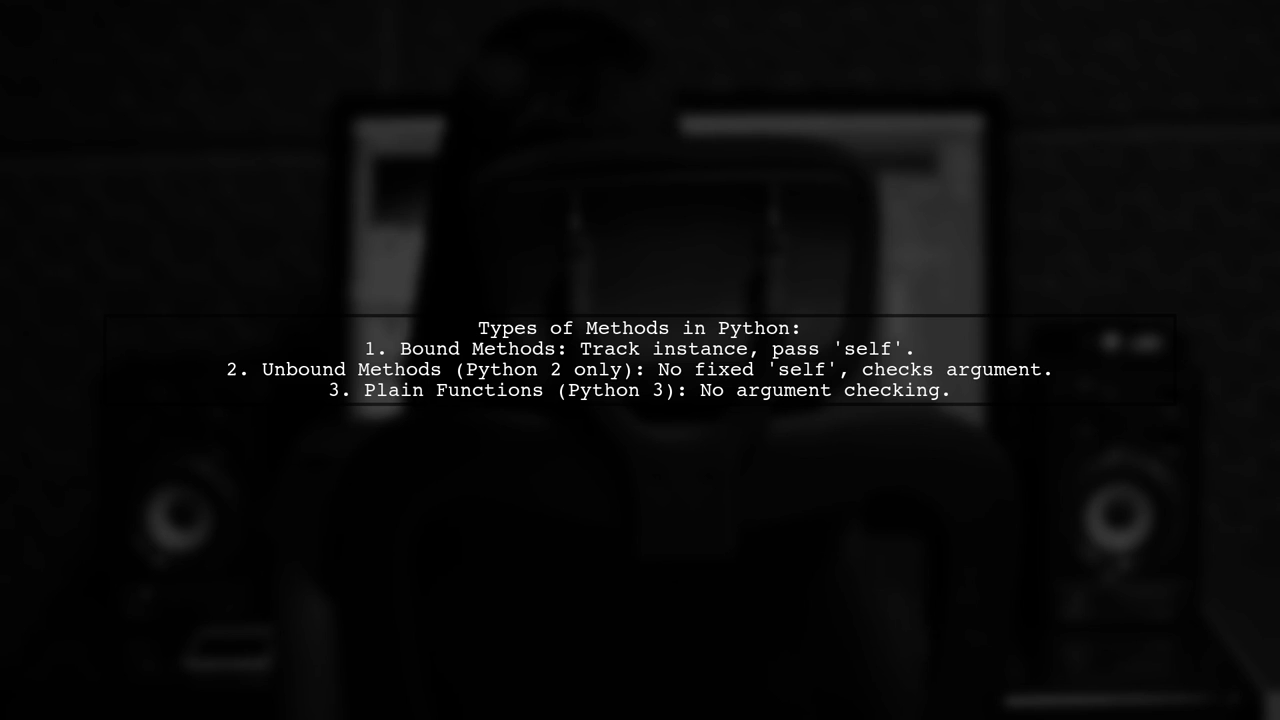 Types of Methods in Python:
1. Bound Methods: Track instance, pass 'self'.
2. Unbound Methods (Python 2 only): No fixed 'self', checks argument.
3. Plain Functions (Python 3): No argument checking.